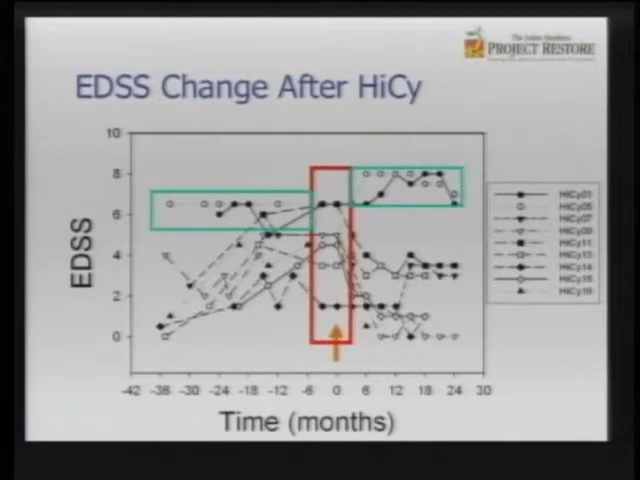 The Johns Hopkins
PROJECT RESTORE
EDSS Change After HiCy
10
8
6
4
2
0
EDSS
-42 -36 -30 -24 -18 -12 -6 0 6 12 18 24 30
Time (months)
HiCy01
HiCy05
HiCy07
HiCy09
HiCy11
HiCy13
HiCy14
HiCy15
HiCy19